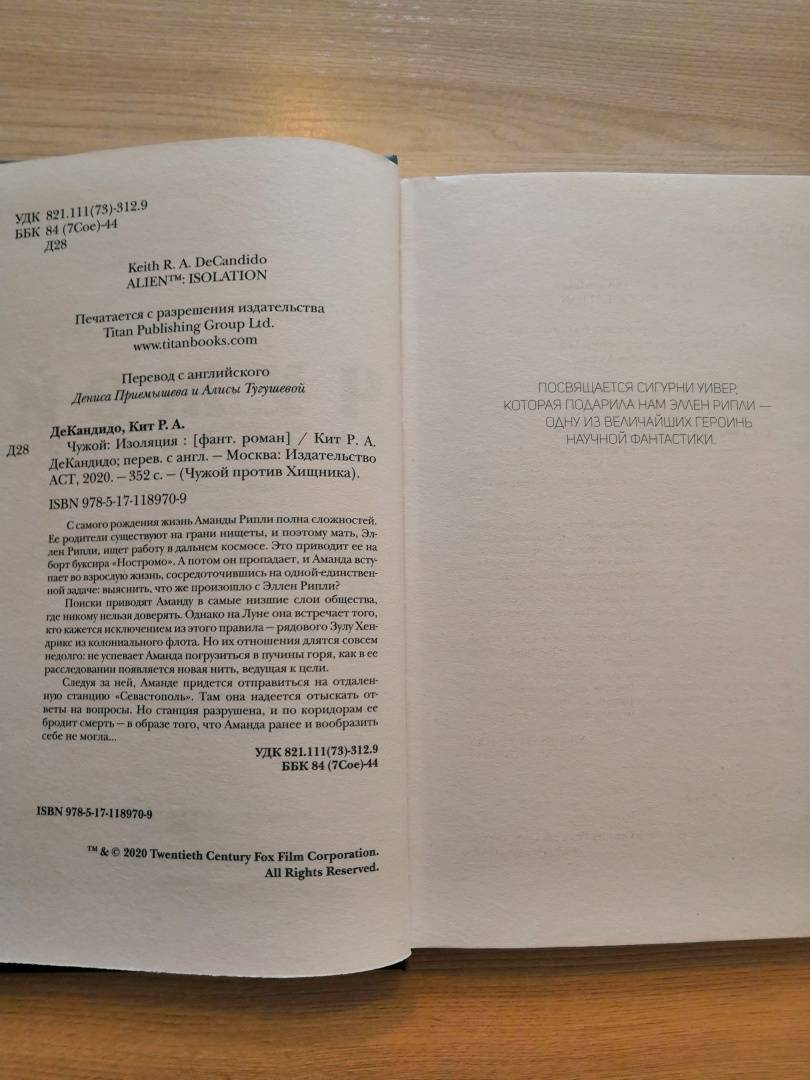 УДК 821.111(73)-312.9
ББК 84 (7Сое)-44
Д28
Keith R. A. DeCandido
ALIEN™: ISOLATION
Печатается с разрешения издательства
Titan Publishing Group Ltd.
www.titanbooks.com
Перевод с английского
Дениса Приемышева и Алисы Тугушевой
ДеКандидо, Кит Р. А.
Д28
Чужой: Изоляция : [фант. роман] / Кит Р. А.
ДеКандидо; перев. с англ. — Москва: Издательство
АСТ, 2020. — 352 с. — (Чужой против Хищника).
ISBN 978-5-17-118970-9
С самого рождения жизнь Аманды Рипли полна сложностей.
Ее родители существуют на грани нищеты, и поэтому мать, Эл-
лен Рипли, ищет работу в дальнем космосе. Это приводит ее на
борт буксира «Ностромо». А потом он пропадает, и Аманда всту-
пает во взрослую жизнь, сосредоточившись на одной-единствен-
ной задаче: выяснить, что же произошло с Эллен Рипли?
Поиски приводят Аманду в самые низшие слои общества,
где никому нельзя доверять. Однако на Луне она встречает того,
кто кажется исключением из этого правила — рядового Зулу Хен-
дрикс из колониального флота. Но их отношения длятся совсем
недолго: не успевает Аманда погрузиться в пучины горя, как в ее
расследовании появляется новая нить, ведущая к цели.
Следуя за ней, Аманде придется отправиться на отдален-
ную станцию «Севастополь». Там она надеется отыскать от-
веты на вопросы. Но станция разрушена, и по коридорам ее
бродит смерть — в образе того, что Аманда ранее и вообразить
себе не могла...
УДК 821.111(73)-312.9
ББК 84 (7Сое)-44
ISBN 978-5-17-118970-9
™ & © 2020 Twentieth Century Fox Film Corporation.
All Rights Reserved.
ПОСВЯЩАЕТСЯ СИГУРНИ УИВЕР,
КОТОРАЯ ПОДАРИЛА НАМ ЭЛЛЕН РИПЛИ —
ОДНУ ИЗ ВЕЛИЧАЙШИХ ГЕРОИНЬ
НАУЧНОЙ ФАНТАСТИКИ.